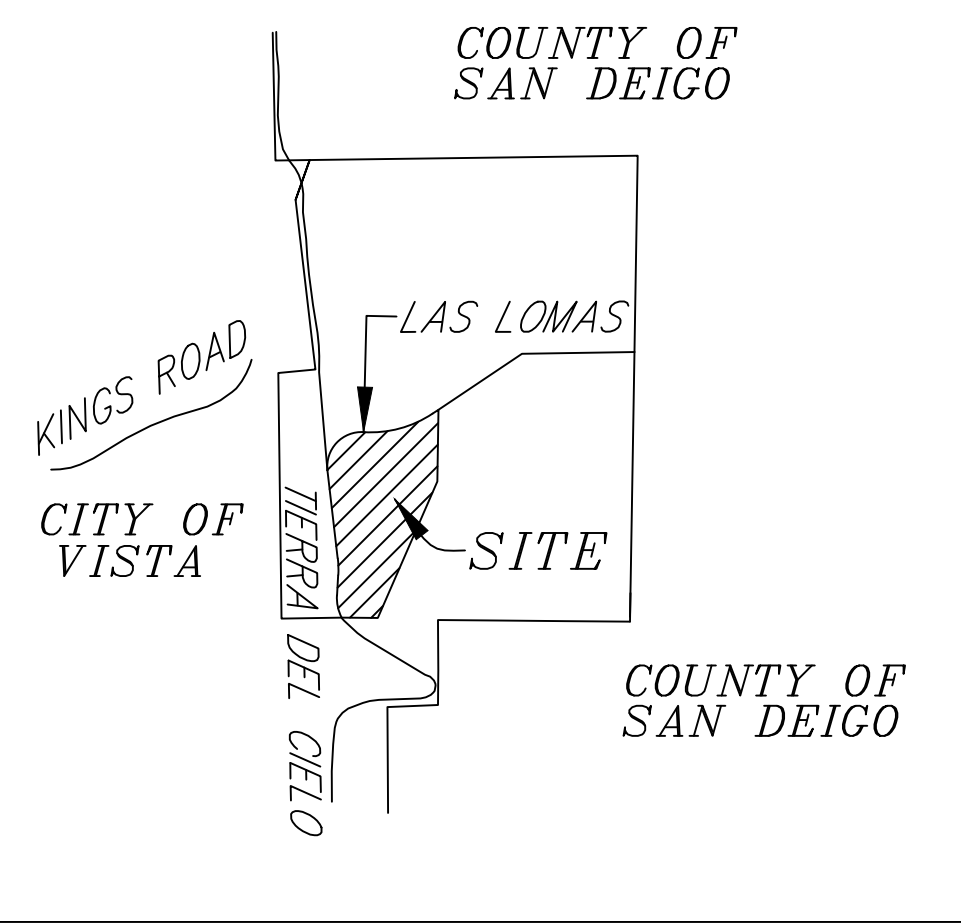 COUNTY OF
SAN DEIGO
LAS LOMAS
KINGS ROAD
CITY OF
VISTA
SITE
TIERRA DEL CIELO
COUNTY OF
SAN DEIGO